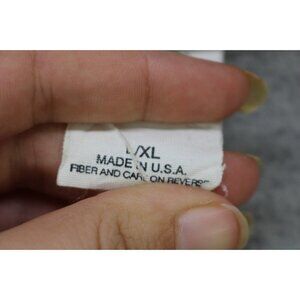 L/XL
MADE IN U.S.A.
FIBER AND CARE ON REVERSE